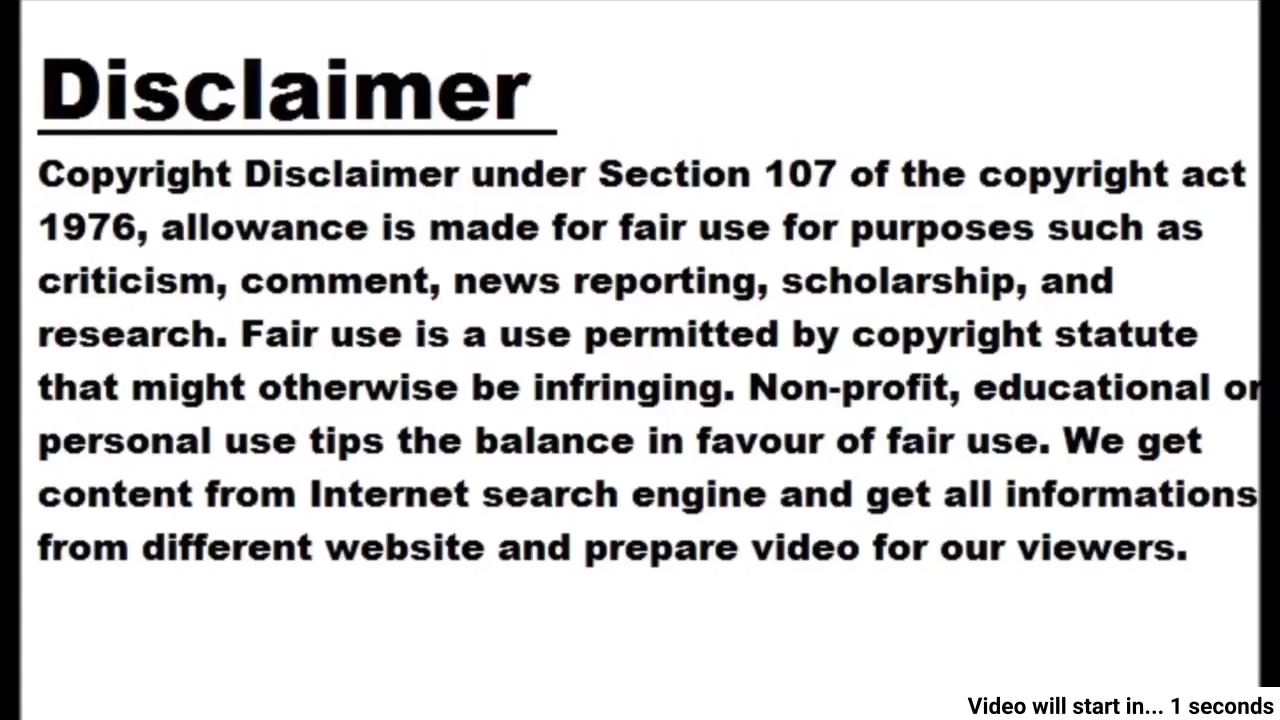 Disclaimer
Copyright Disclaimer under Section 107 of the copyright act
1976, allowance is made for fair use for purposes such as
criticism, comment, news reporting, scholarship, and
research. Fair use is a use permitted by copyright statute
that might otherwise be infringing. Non-profit, educational or
personal use tips the balance in favour of fair use. We get
content from Internet search engine and get all informations
from different website and prepare video for our viewers.
Video will start in... 1 seconds